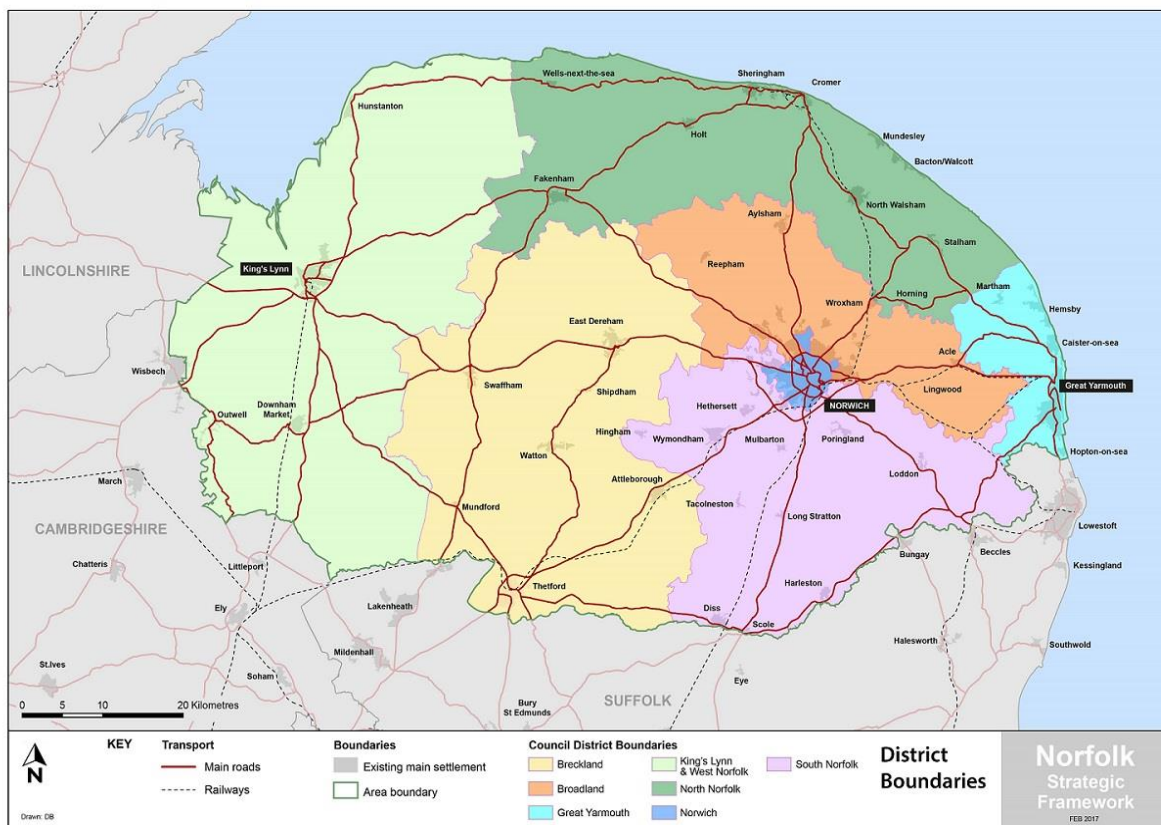 Wells-next-the-sea
Sheringham
Cromer
Hunstanton
Holt
Mundesley
Bacton/Walcott
Fakenham
North Walsham
Aylsham
Stalham
King's Lynn
LINCOLNSHIRE
Reepham
Martham
Horning
Wroxham
Hemsby
East Dereham
Caister-on-sea
Acle
Wisbech
Swaffham
Great Yarmouth
Shipdham
Lingwood
Outwell
Downham
Market
Hethersett
NORWICH
Hingham
Wymondham
Mulbarton
Poringland
Watton
Hopton-on-sea
Loddon
March
Attleborough
Mundford
Tacolneston
Long Stratton
CAMBRIDGESHIRE
Lowestoft
Bungay
Beccles
Chatteris
Littleport
Kessingland
Thetford
Harleston
Lakenheath
Ely
Diss
Scole
Halesworth
Southwold
Mildenhall
St.Ives
Soham
Eye
SUFFOLK
Bury
St Edmunds
0 5 10 20 Kilometres
KEY
N
Transport
Main roads
Railways
Boundaries
Existing main settlement
Area boundary
Council District Boundaries
Breckland
Broadland
Great Yarmouth
King's Lynn
& West Norfolk
North Norfolk
Norwich
South Norfolk
District
Boundaries
Norfolk
Strategic
Framework
FEB 2017
Drawn: DB